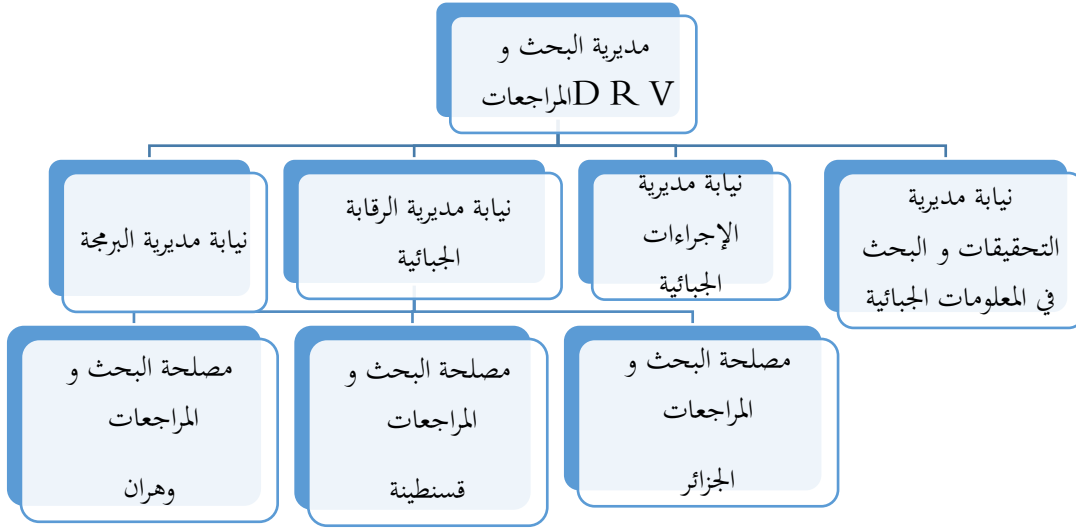 مديرية البحث و
المراجعات D R V
نيابة مديرية
التحقيقات و البحث
في المعلومات الجبائية
نيابة مديرية
الإجراءات
الجبائية
نيابة مديرية الرقابة
الجبائية
نيابة مديرية البرمجة
مصلحة البحث و
المراجعات
الجزائر
مصلحة البحث و
المراجعات
قسنطينة
مصلحة البحث و
المراجعات
وهران